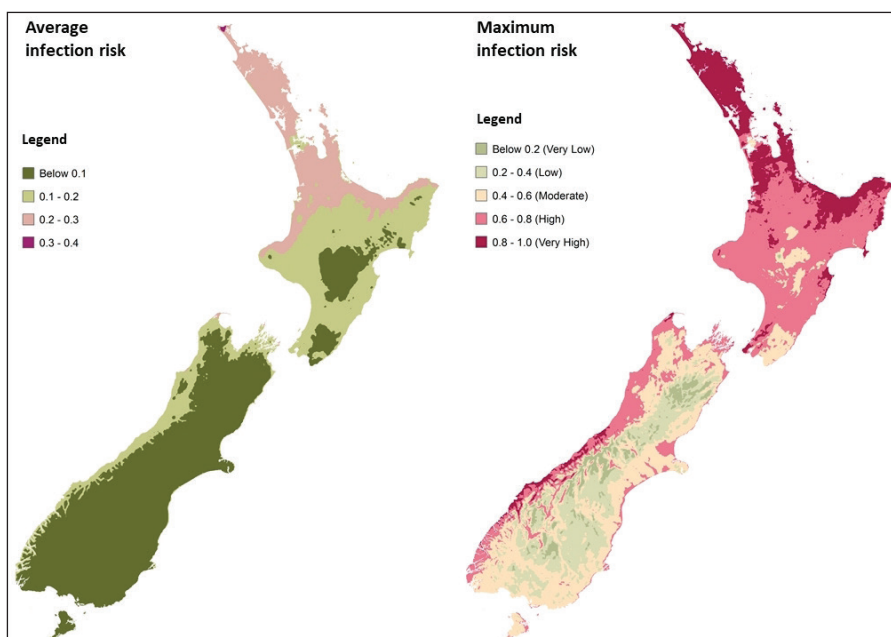 Average
infection risk
Legend
Below 0.1
0.1 - 0.2
0.2 - 0.3
0.3 - 0.4
Maximum
infection risk
Legend
Below 0.2 (Very Low)
0.2 - 0.4 (Low)
0.4 - 0.6 (Moderate)
0.6 - 0.8 (High)
0.8 - 1.0 (Very High)